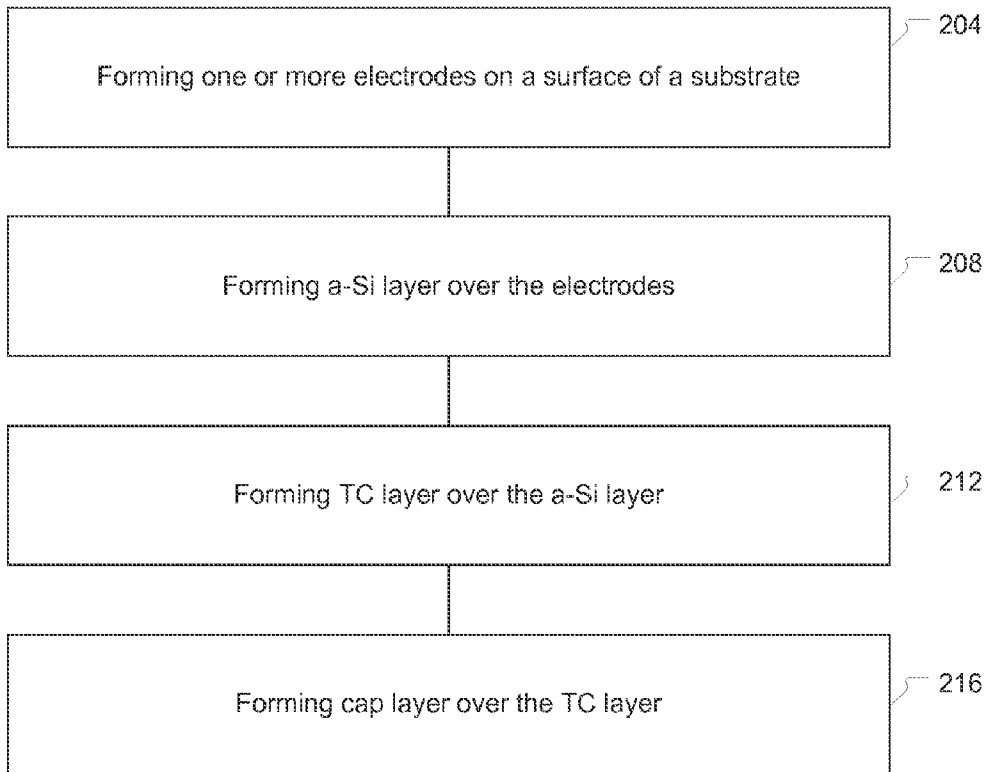 204
Forming one or more electrodes on a surface of a substrate
208
Forming a-Si layer over the electrodes
212
Forming TC layer over the a-Si layer
216
Forming cap layer over the TC layer